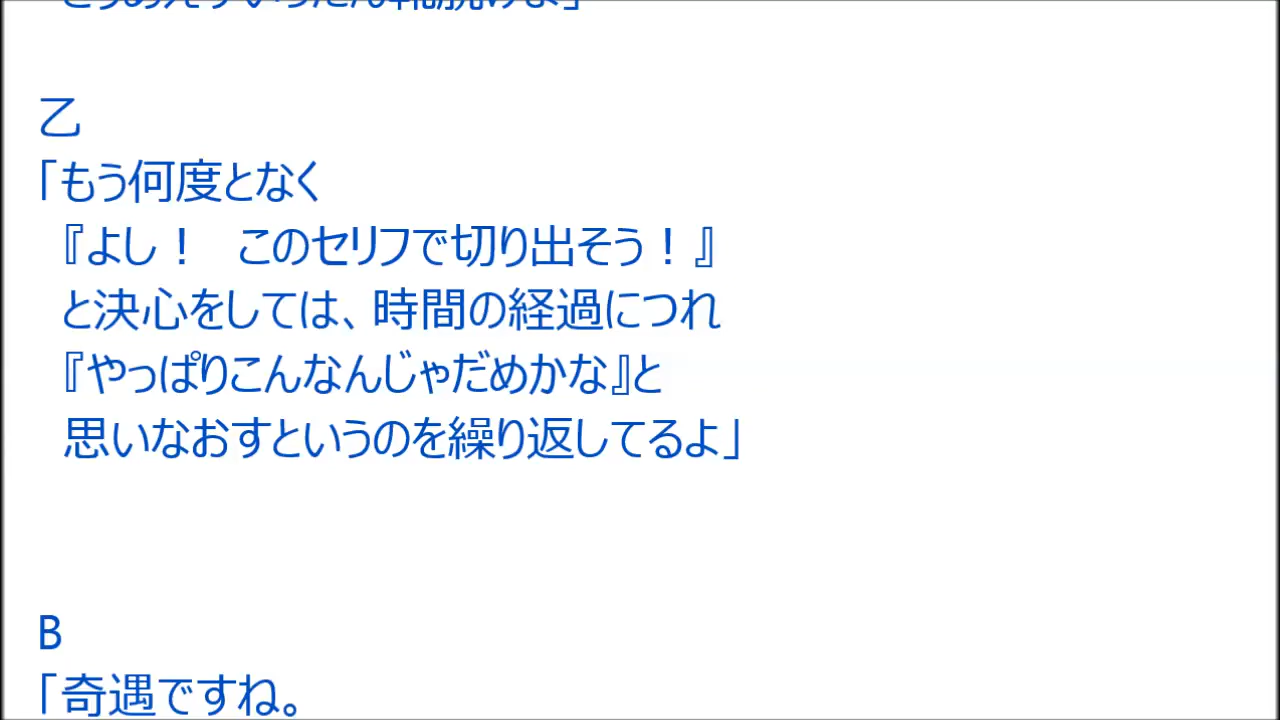 乙
「もう何度となく
『よし！　このセリフで切り出そう！』
と決心をしては、時間の経過につれ
『やっぱりこんなんじゃだめかな』と
思いなおすというのを繰り返してるよ」
B
「奇遇ですね。